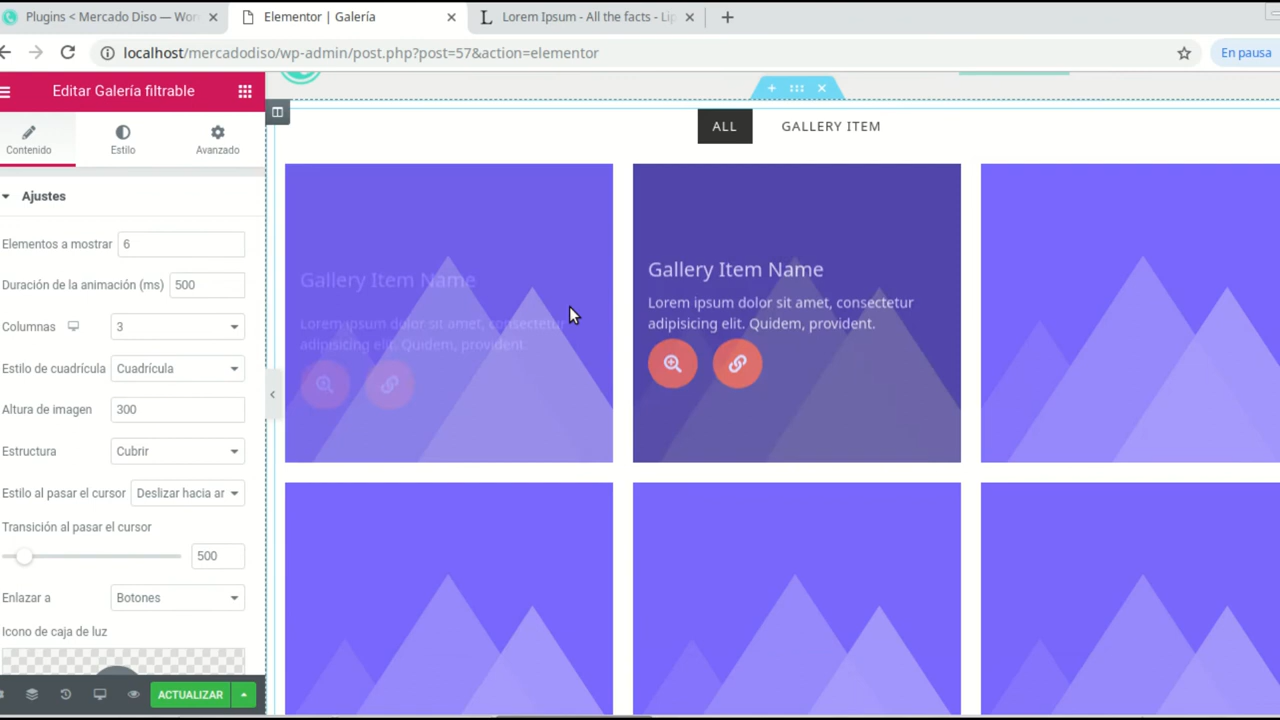 Plugins < Mercado Diso — Wor
Elementor | Galería
Lorem Ipsum - All the facts - Lip
localhost/mercadodiso/wp-admin/post.php?post=57&action=elementor
En pausa
Editar Galería filtrable
Contenido
Estilo
Avanzado
Ajustes
Elementos a mostrar 6
Duración de la animación (ms) 500
Columnas 3
Estilo de cuadrícula Cuadrícula
Altura de imagen 300
Estructura Cubrir
Estilo al pasar el cursor Deslizar hacia ar
Transición al pasar el cursor
500
Enlazar a Botones
Icono de caja de luz
ACTUALIZAR
ALL
GALLERY ITEM
Gallery Item Name
Lorem ipsum dolor sit amet, consectetur
adipisicing elit. Quidem, provident.
Gallery Item Name
Lorem ipsum dolor sit amet, consectetur
adipisicing elit. Quidem, provident.